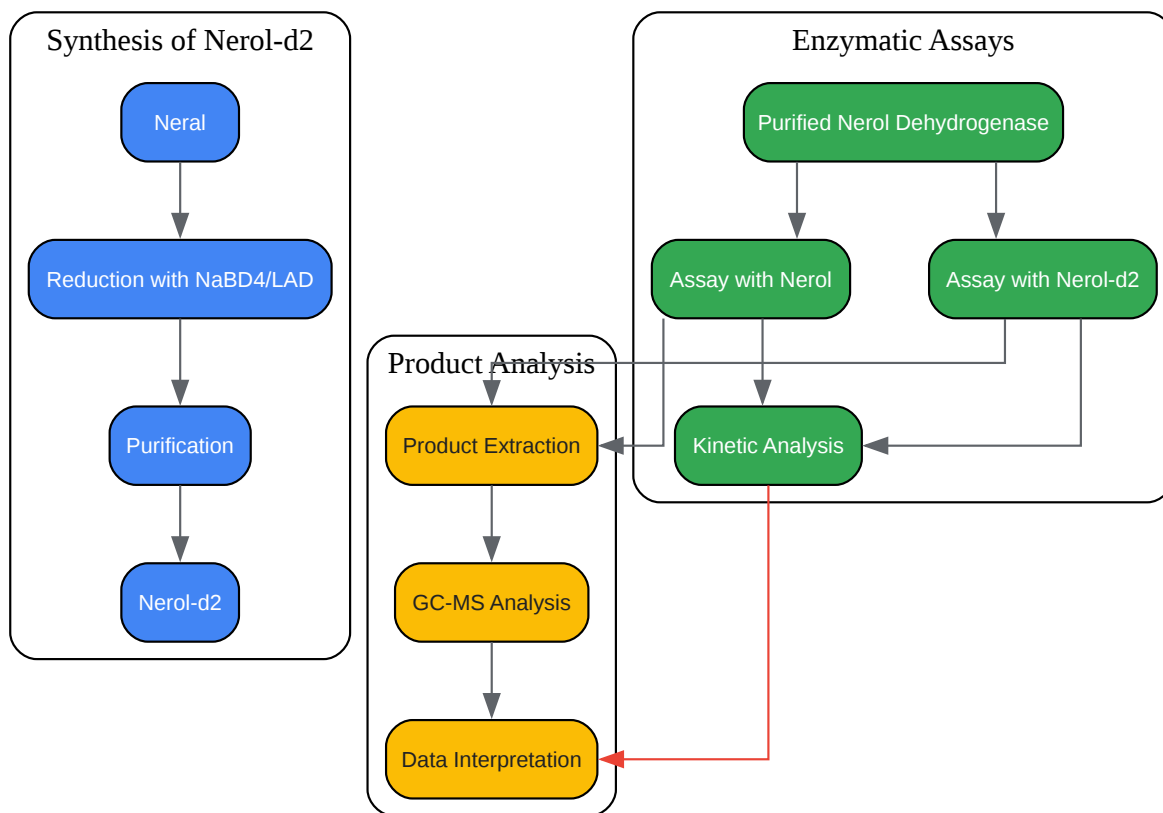 Synthesis of Nerol-d2
Neral
Reduction with NaBD4/LAD
Purification
Nerol-d2
Enzymatic Assays
Purified Nerol Dehydrogenase
Assay with Nerol
Assay with Nerol-d2
Kinetic Analysis
Product Analysis
Product Extraction
GC-MS Analysis
Data Interpretation